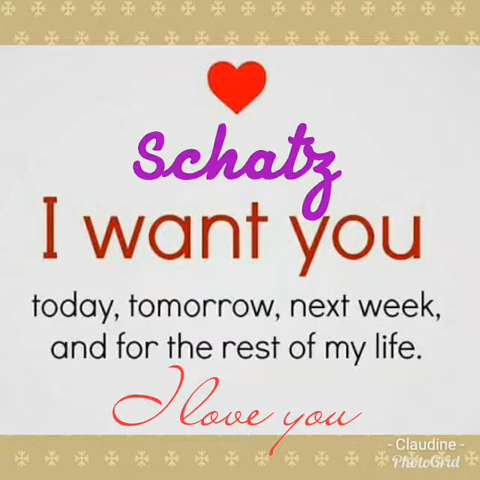 Schatz
I want you
today, tomorrow, next week,
and for the rest of my life.
I love you
- Claudine -
PhotoGrid